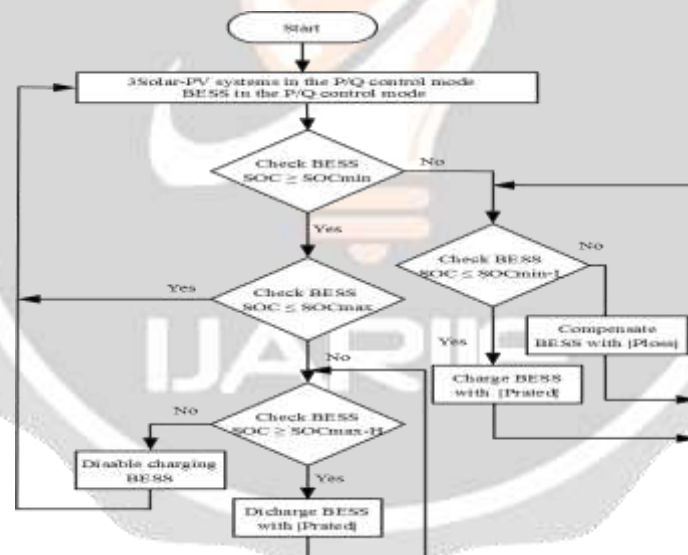 Start
3Solar-PV systems in the P/Q control mode
BESS in the P/Q control mode
Check BESS
SOC ≥ SOCmin
No
Yes
Check BESS
SOC ≤ SOCmin-L
No
Yes
Check BESS
SOC ≤ SOCmax
Compensate
BESS with |Ploss|
Yes
No
Charge BESS
with |Prated|
IJARIIE
No
Check BESS
SOC ≥ SOCmax-H
Disable charging
BESS
Yes
Dicharge BESS
with |Prated|